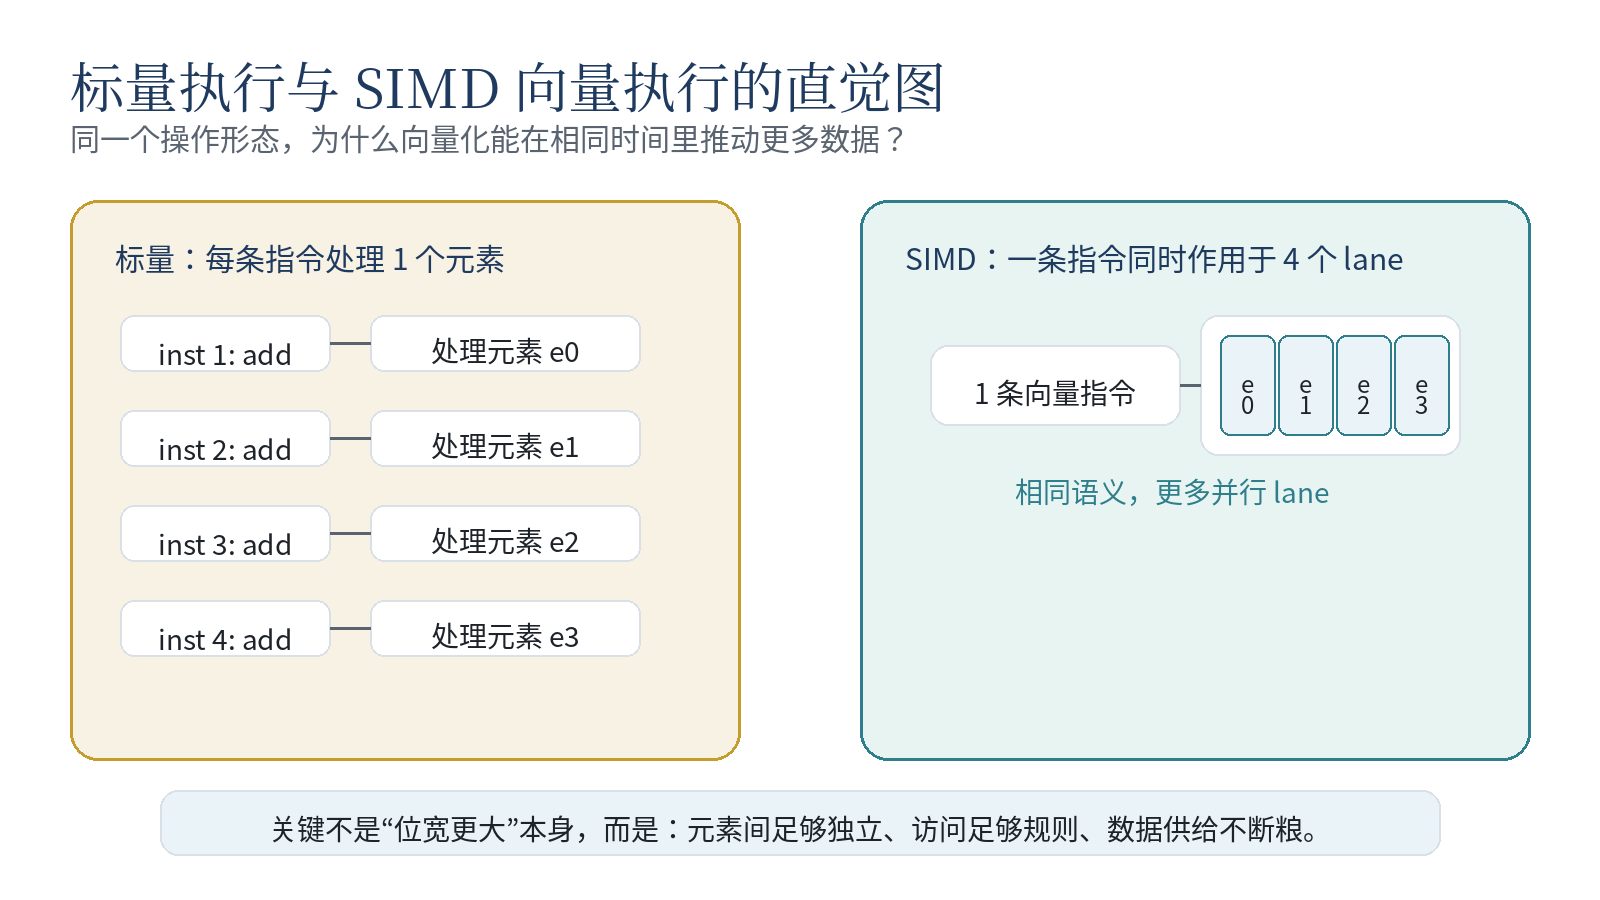 标量执行与 SIMD 向量执行的直觉图
同一个操作形态，为什么向量化能在相同时间里推动更多数据？
标量：每条指令处理 1 个元素
inst 1: add
处理元素 e0
inst 2: add
处理元素 e1
inst 3: add
处理元素 e2
inst 4: add
处理元素 e3
SIMD：一条指令同时作用于 4 个 lane
1 条向量指令
e
0
e
1
e
2
e
3
相同语义，更多并行 lane
关键不是“位宽更大”本身，而是：元素间足够独立、访问足够规则、数据供给不断粮。